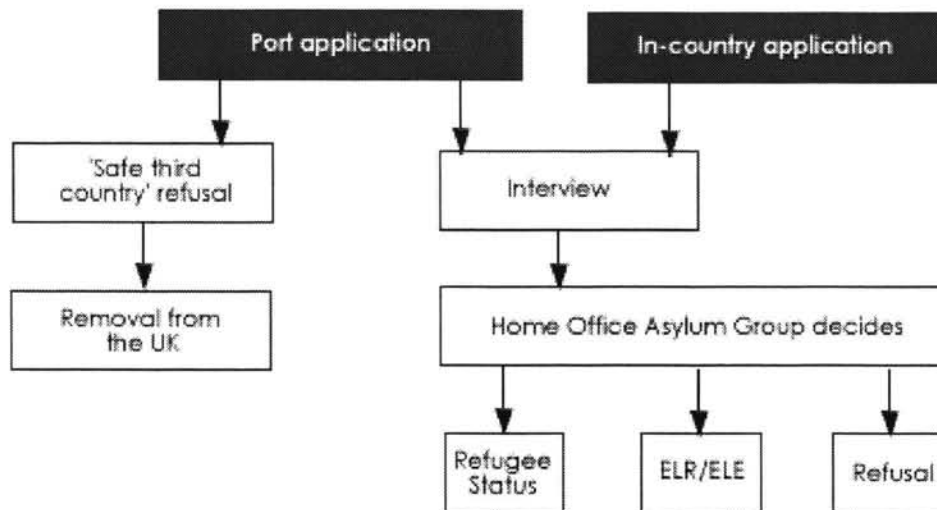 Port application
In-country application
'Safe third
country' refusal
Interview
Removal from
the UK
Home Office Asylum Group decides
Refugee
Status
ELR/ELE
Refusal